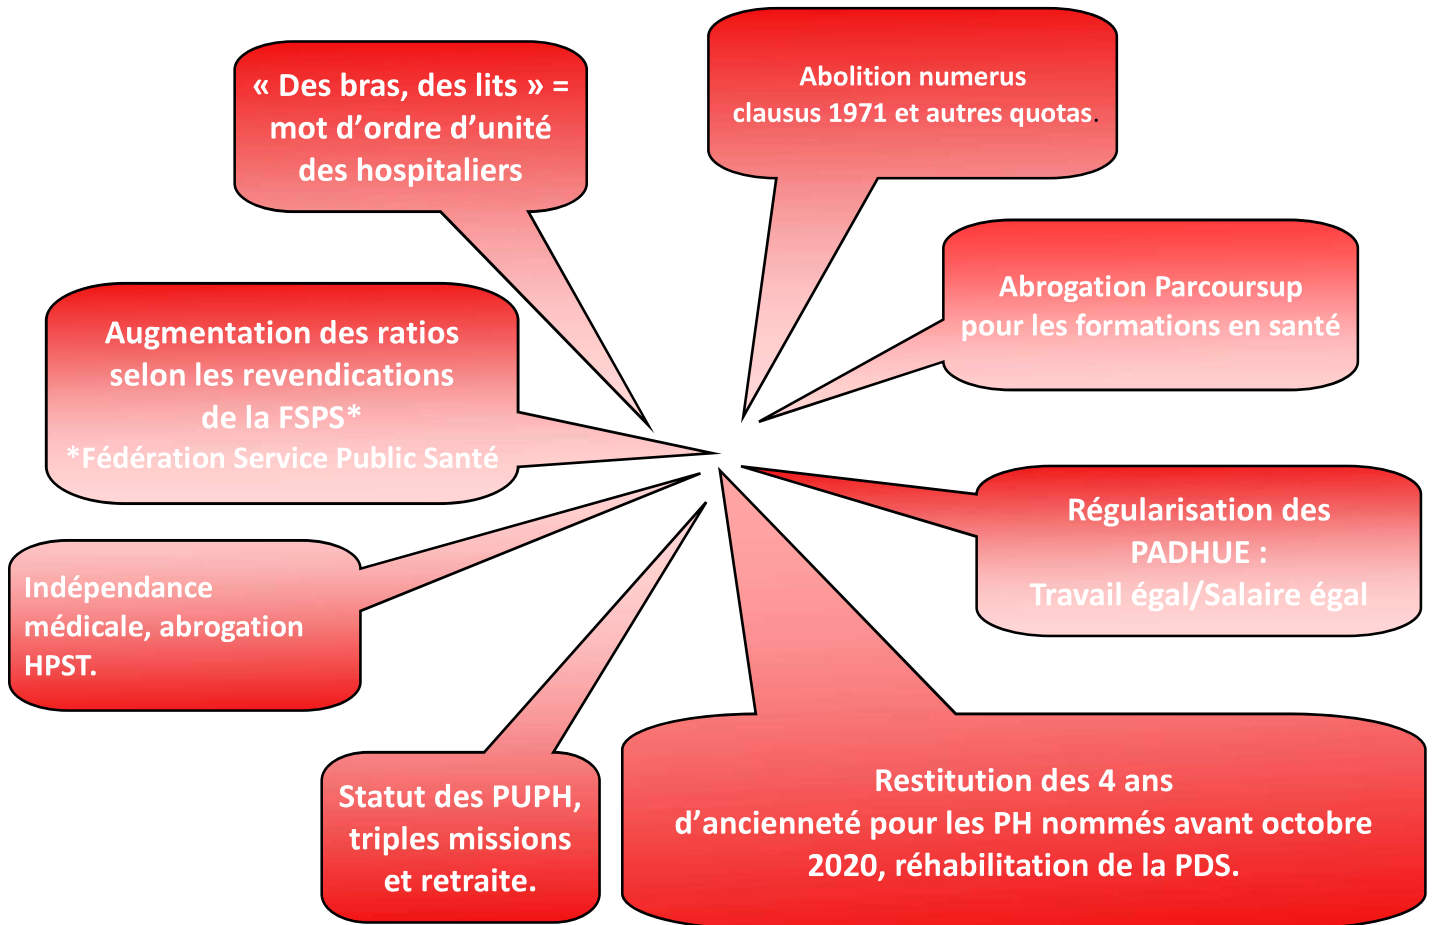 « Des bras, des lits » =
mot d’ordre d’unité
des hospitaliers
Abolition numerus
clausus 1971 et autres quotas.
Abrogation Parcoursup
pour les formations en santé
Augmentation des ratios
selon les revendications
de la FSPS*
*Fédération Service Public Santé
Régularisation des
PADHUE :
Travail égal/Salaire égal
Indépendance
médicale, abrogation
HPST.
Statut des PUPH,
triples missions
et retraite.
Restitution des 4 ans
d’ancienneté pour les PH nommés avant octobre
2020, réhabilitation de la PDS.